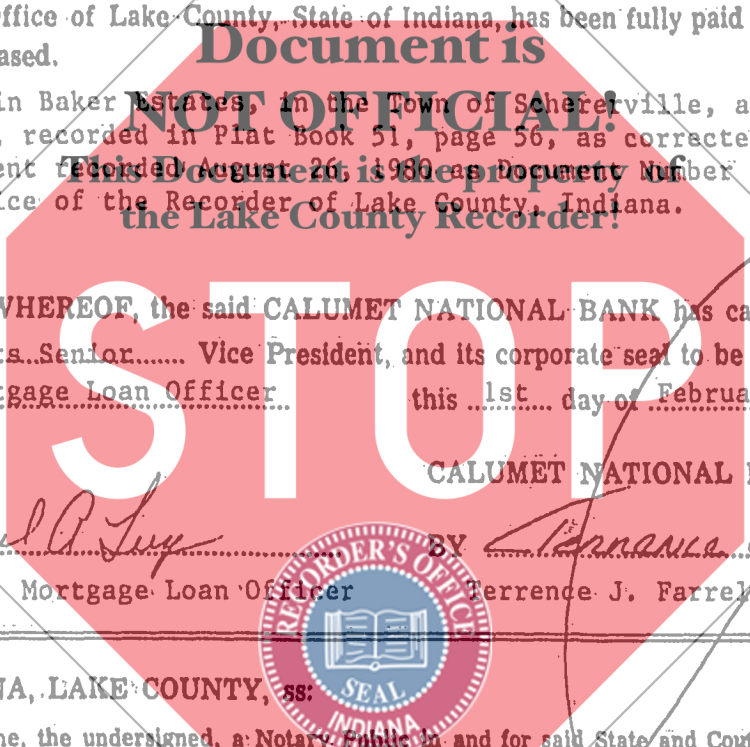 ffice of Lake County, State of Indiana, has been fully paid
ased.
Document is
in Baker Estates, in the Town of Schererville, a
NOT OFFICIAL!
, recorded in Plat Book 51, page 56, as correcte
ent recorded August 26, 1980 as Document Number
This Document is the property of
ice of the Recorder of Lake County, Indiana.
the Lake County Recorder!
STOP
WHEREOF, the said CALUMET NATIONAL BANK has ca
ts Senior Vice President, and its corporate seal to be
tgage Loan Officer this 1st day of Februa
CALUMET NATIONAL
BY
Mortgage Loan Officer Terrence J. Farrel
RECORDER'S OFFICE
SEAL
INDIANA
NA, LAKE COUNTY, ss:
me, the undersigned, a Notary Public in and for said State and Cou